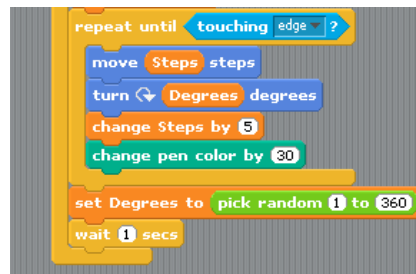 repeat until touching edge ?
move Steps steps
turn Degrees degrees
change Steps by 5
change pen color by 30
set Degrees to pick random 1 to 360
wait 1 secs